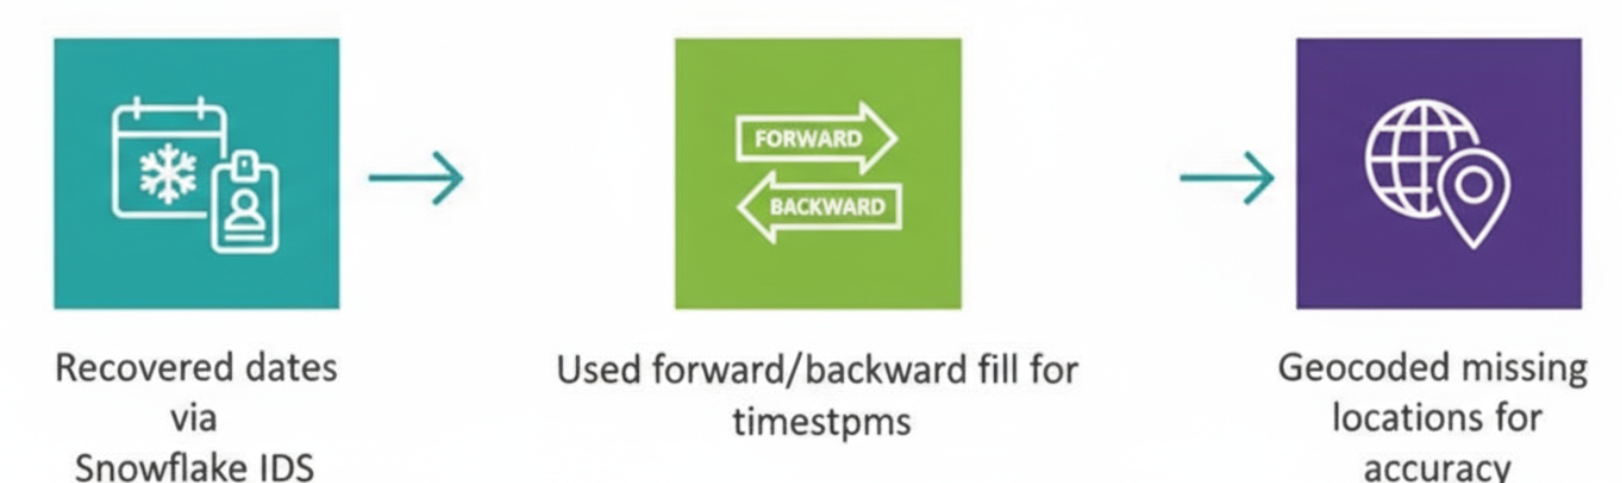 FORWARD
BACKWARD
Recovered dates
via
Snowflake IDS
Used forward/backward fill for
timestpms
Geocoded missing
locations for
accuracy